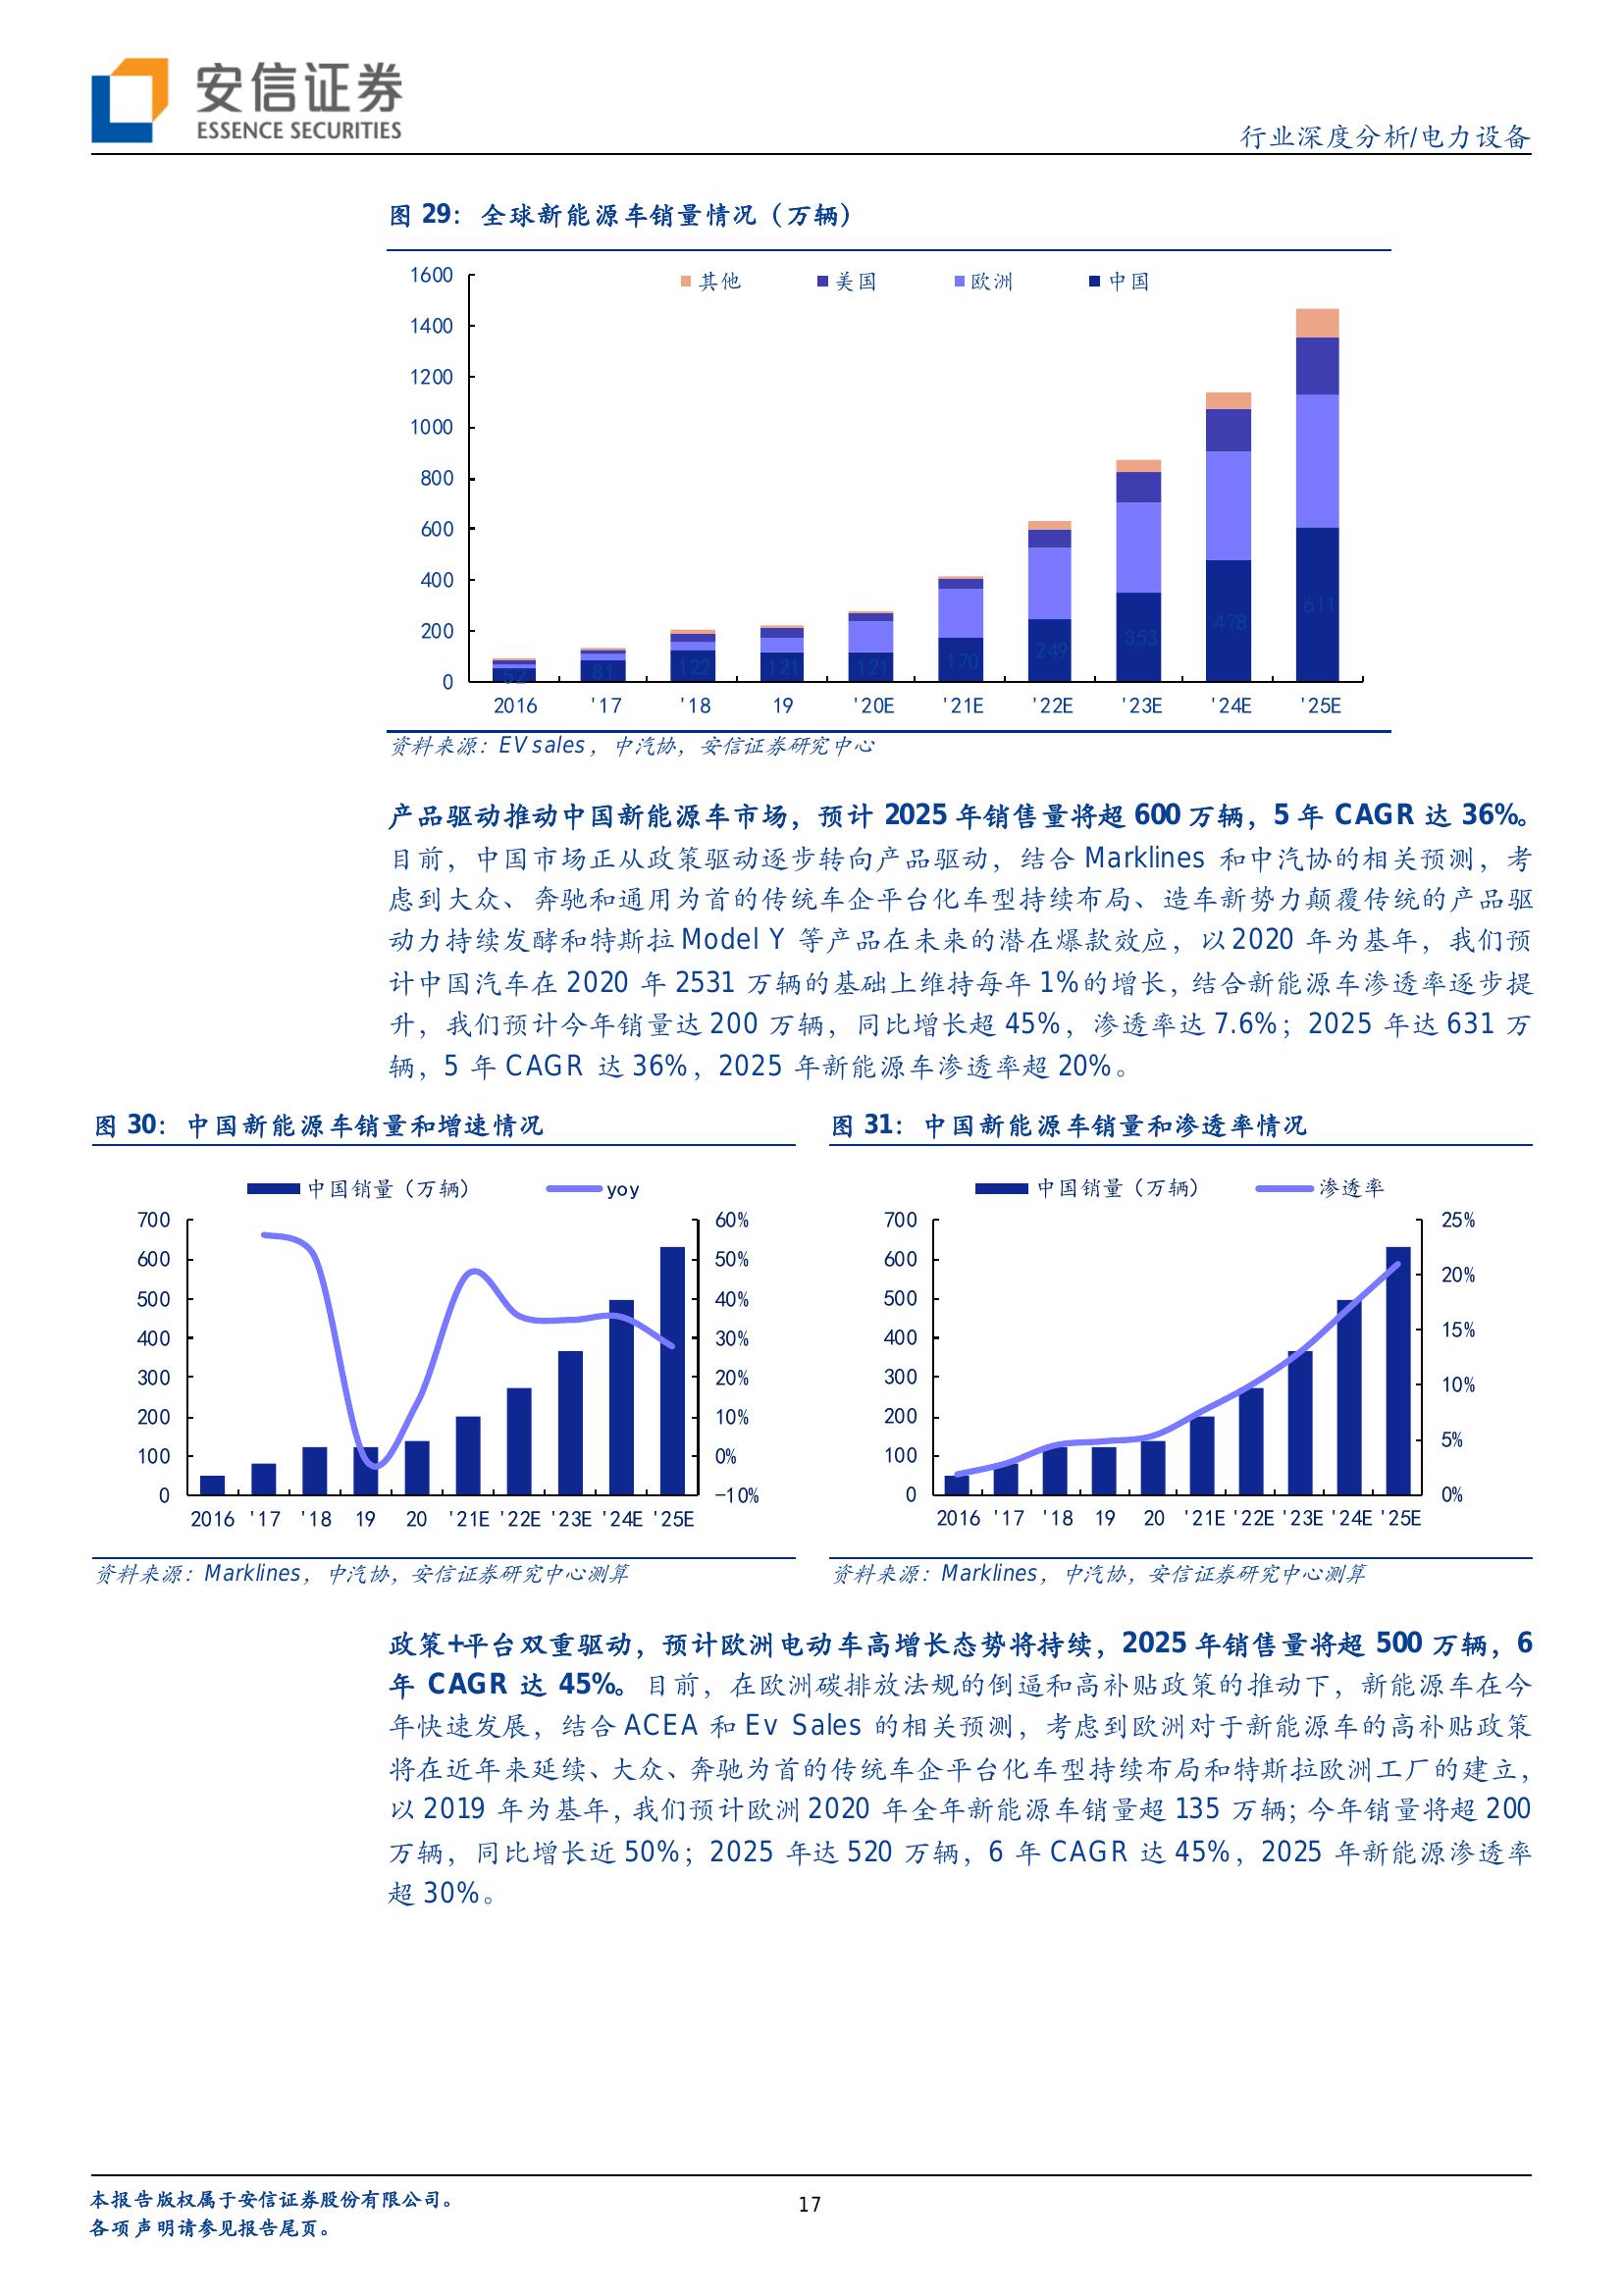 安信证券
ESSENCE SECURITIES
行业深度分析/电力设备
图 29：全球新能源车销量情况（万辆）
其他 美国 欧洲 中国
1600
1400
1200
1000
800
600
400
200
0
52 81 122 121 121 170 249 353 478 611
2016 '17 '18 19 '20E '21E '22E '23E '24E '25E
资料来源：EV sales，中汽协，安信证券研究中心
产品驱动推动中国新能源车市场，预计 2025 年销售量将超 600 万辆，5 年 CAGR 达 36%。
目前，中国市场正从政策驱动逐步转向产品驱动，结合 Marklines 和中汽协的相关预测，考
虑到大众、奔驰和通用为首的传统车企平台化车型持续布局、造车新势力颠覆传统的产品驱
动力持续发酵和特斯拉 Model Y 等产品在未来的潜在爆款效应，以 2020 年为基年，我们预
计中国汽车在 2020 年 2531 万辆的基础上维持每年 1%的增长，结合新能源车渗透率逐步提
升，我们预计今年销量达 200 万辆，同比增长超 45%，渗透率达 7.6%；2025 年达 631 万
辆，5 年 CAGR 达 36%，2025 年新能源车渗透率超 20%。
图 30：中国新能源车销量和增速情况
中国销量（万辆） yoy
700 60%
600 50%
500 40%
400 30%
300 20%
200 10%
100 0%
0 -10%
2016 '17 '18 19 20 '21E '22E '23E '24E '25E
资料来源：Marklines，中汽协，安信证券研究中心测算
图 31：中国新能源车销量和渗透率情况
中国销量（万辆） 渗透率
700
600
500
400
300
200
100
0
25%
20%
15%
10%
5%
0%
2016 '17 '18 19 20 '21E '22E '23E '24E '25E
资料来源：Marklines，中汽协，安信证券研究中心测算
政策+平台双重驱动，预计欧洲电动车高增长态势将持续，2025 年销售量将超 500 万辆，6
年 CAGR 达 45%。目前，在欧洲碳排放法规的倒逼和高补贴政策的推动下，新能源车在今
年快速发展，结合 ACEA 和 Ev Sales 的相关预测，考虑到欧洲对于新能源车的高补贴政策
将在近年来延续、大众、奔驰为首的传统车企平台化车型持续布局和特斯拉欧洲工厂的建立，
以 2019 年为基年，我们预计欧洲 2020 年全年新能源车销量超 135 万辆；今年销量将超 200
万辆，同比增长近 50%；2025 年达 520 万辆，6 年 CAGR 达 45%，2025 年新能源渗透率
超 30%。
本报告版权属于安信证券股份有限公司。
各项声明请参见报告尾页。
17